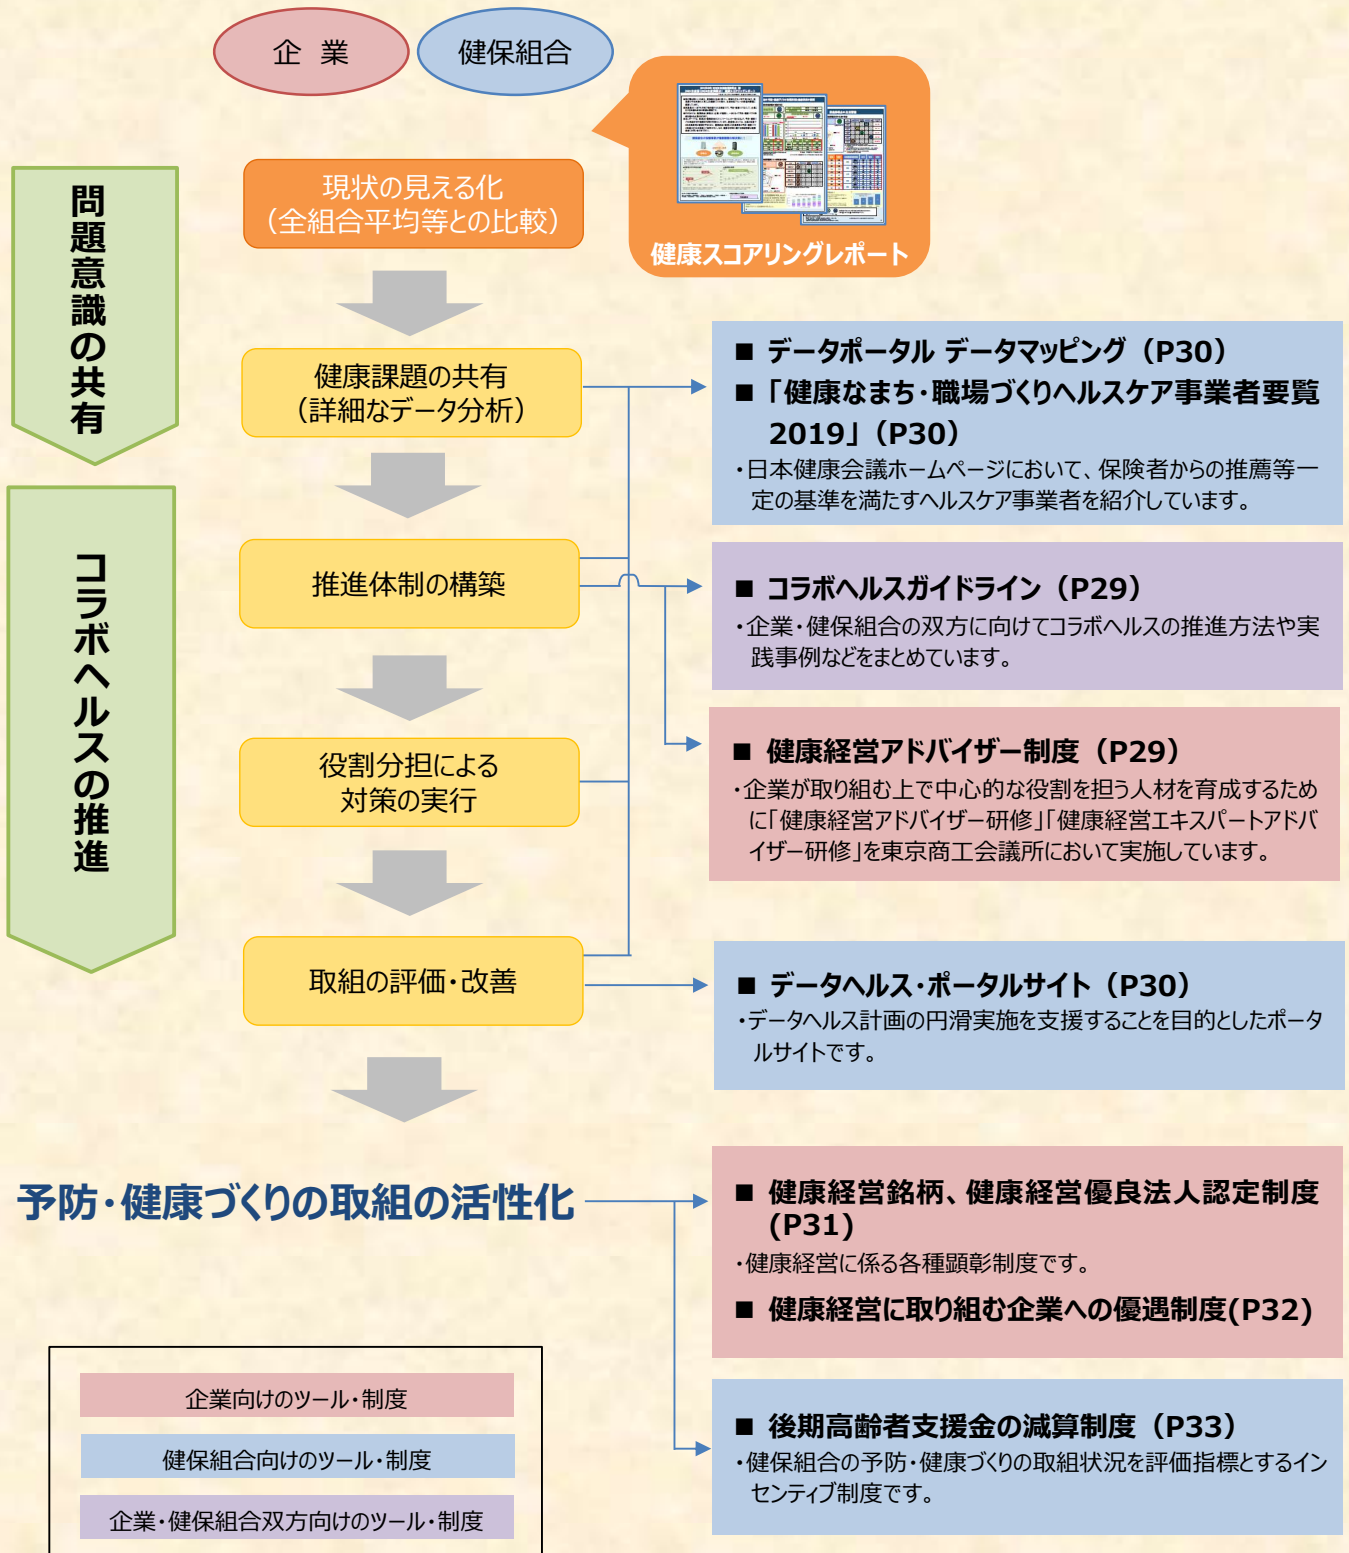 企 業
健保組合
現状の見える化
（全組合平均等との比較）
健康スコアリングレポート
問題意識の共有
健康課題の共有
（詳細なデータ分析）
■ データポータル データマッピング（P30）
■「健康なまち・職場づくりヘルスケア事業者要覧
2019」（P30）
・日本健康会議ホームページにおいて、保険者からの推薦等一
定の基準を満たすヘルスケア事業者を紹介しています。
コラボヘルスの推進
推進体制の構築
■ コラボヘルスガイドライン（P29）
・企業・健保組合の双方に向けてコラボヘルスの推進方法や実
践事例などをまとめています。
役割分担による
対策の実行
■ 健康経営アドバイザー制度（P29）
・企業が取り組む上で中心的な役割を担う人材を育成するため
に「健康経営アドバイザー研修」「健康経営エキスパートアドバ
イザー研修」を東京商工会議所において実施しています。
取組の評価・改善
■ データヘルス・ポータルサイト（P30）
・データヘルス計画の円滑実施を支援することを目的としたポータ
ルサイトです。
予防・健康づくりの取組の活性化
■ 健康経営銘柄、健康経営優良法人認定制度
(P31)
・健康経営に係る各種顕彰制度です。
■ 健康経営に取り組む企業への優遇制度(P32)
■ 後期高齢者支援金の減算制度（P33）
・健保組合の予防・健康づくりの取組状況を評価指標とするイン
センティブ制度です。
企業向けのツール・制度
健保組合向けのツール・制度
企業・健保組合双方向けのツール・制度